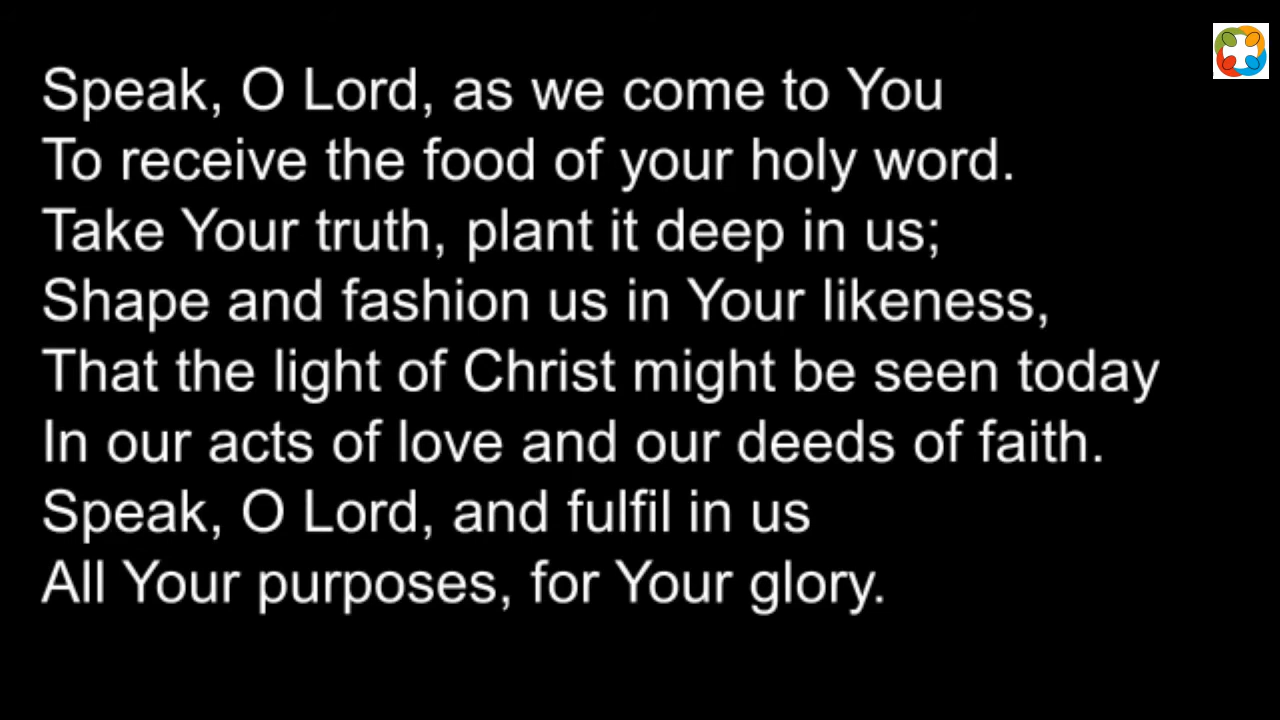 Speak, O Lord, as we come to You
To receive the food of your holy word.
Take Your truth, plant it deep in us;
Shape and fashion us in Your likeness,
That the light of Christ might be seen today
In our acts of love and our deeds of faith.
Speak, O Lord, and fulfil in us
All Your purposes, for Your glory.